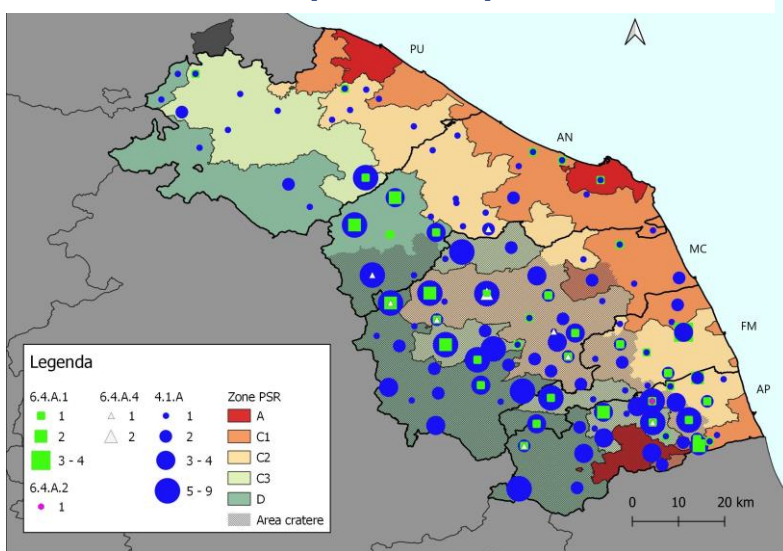 PU
AN
MC
FM
AP
Legenda
6.4.A.1 6.4.A.4 4.1.A Zone PSR
1 1 1 A
2 2 2 C1
3 - 4 3 - 4 C2
6.4.A.2 5 - 9 C3
1 D
Area cratere
0 10 20 km